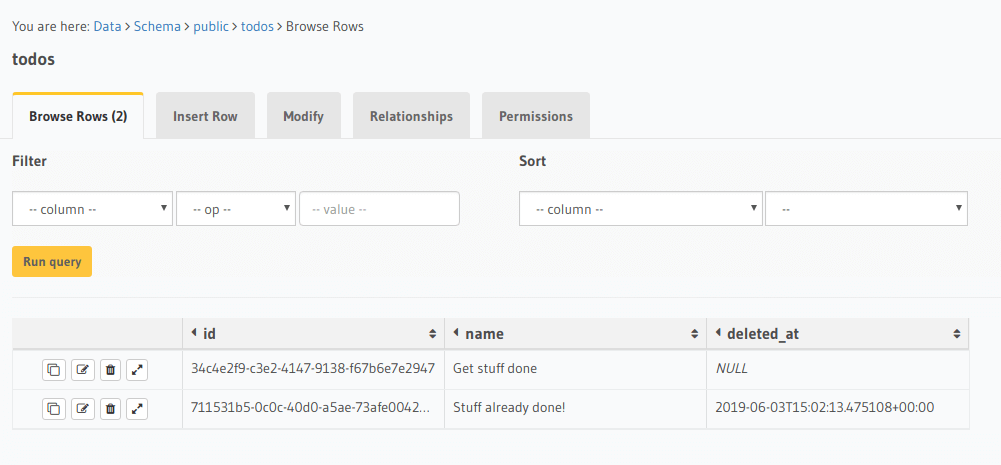 You are here: Data > Schema > public > todos > Browse Rows
todos
Browse Rows (2) Insert Row Modify Relationships Permissions
Filter Sort
-- column -- -- op -- -- value -- -- column -- --
Run query
id name deleted_at
34c4e2f9-c3e2-4147-9138-f67b6e7e2947 Get stuff done NULL
711531b5-0c0c-40d0-a5ae-73afe0042... Stuff already done! 2019-06-03T15:02:13.475108+00:00